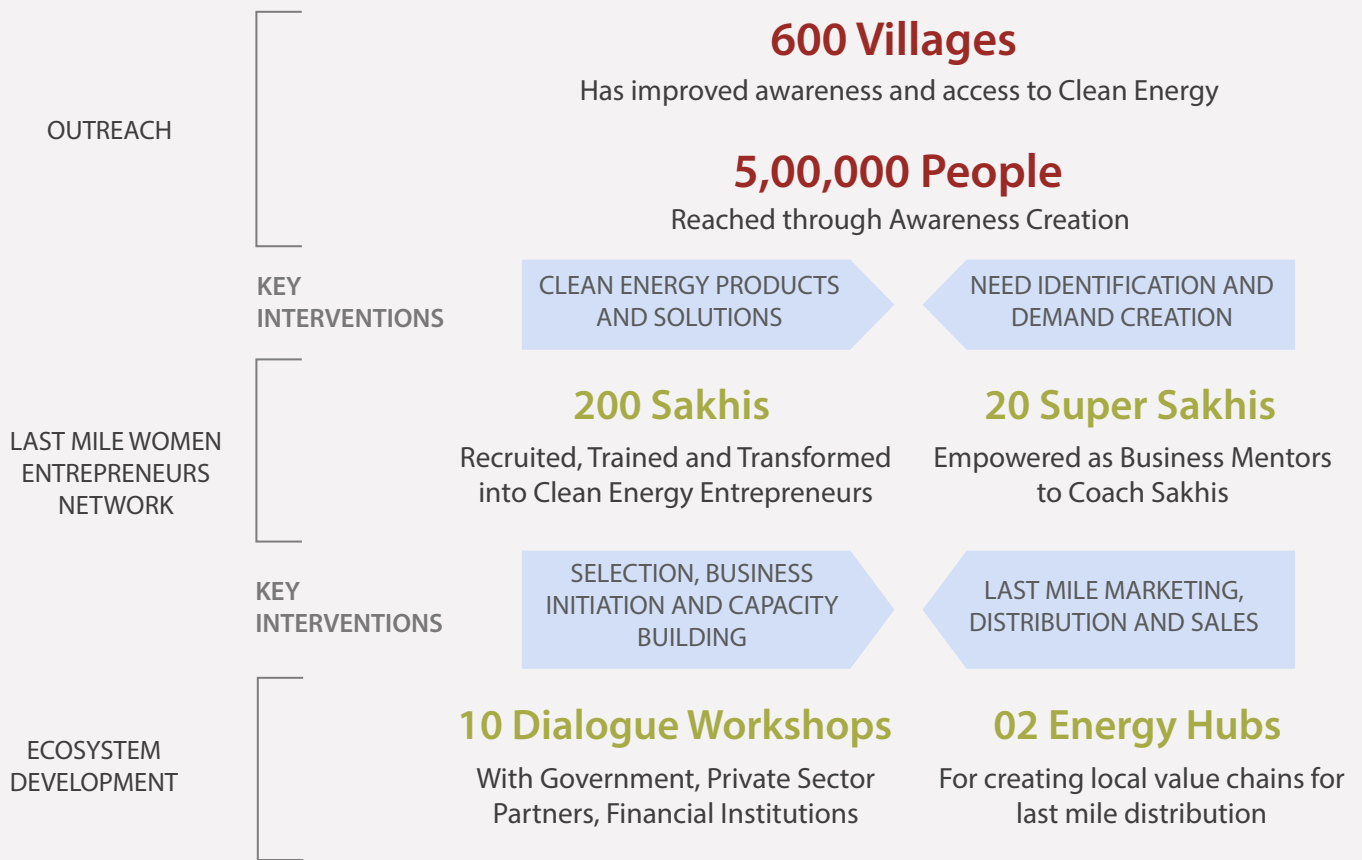 600 Villages
Has improved awareness and access to Clean Energy
OUTREACH
5,00,000 People
Reached through Awareness Creation
KEY
INTERVENTIONS
CLEAN ENERGY PRODUCTS
AND SOLUTIONS
NEED IDENTIFICATION AND
DEMAND CREATION
LAST MILE WOMEN
ENTREPRENEURS
NETWORK
200 Sakhis
Recruited, Trained and Transformed
into Clean Energy Entrepreneurs
20 Super Sakhis
Empowered as Business Mentors
to Coach Sakhis
KEY
INTERVENTIONS
SELECTION, BUSINESS
INITIATION AND CAPACITY
BUILDING
LAST MILE MARKETING,
DISTRIBUTION AND SALES
ECOSYSTEM
DEVELOPMENT
10 Dialogue Workshops
With Government, Private Sector
Partners, Financial Institutions
02 Energy Hubs
For creating local value chains for
last mile distribution